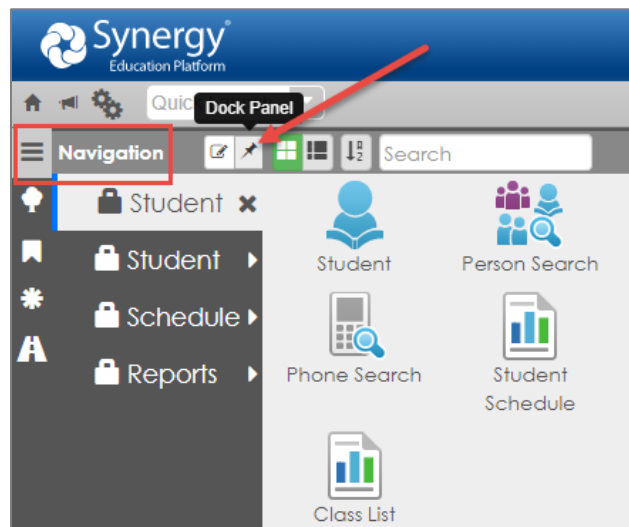 Synergy
Education Platform
Dock Panel
Navigation
Search
Student
Student
Schedule
Reports
Student
Person Search
Phone Search
Student
Schedule
Class List